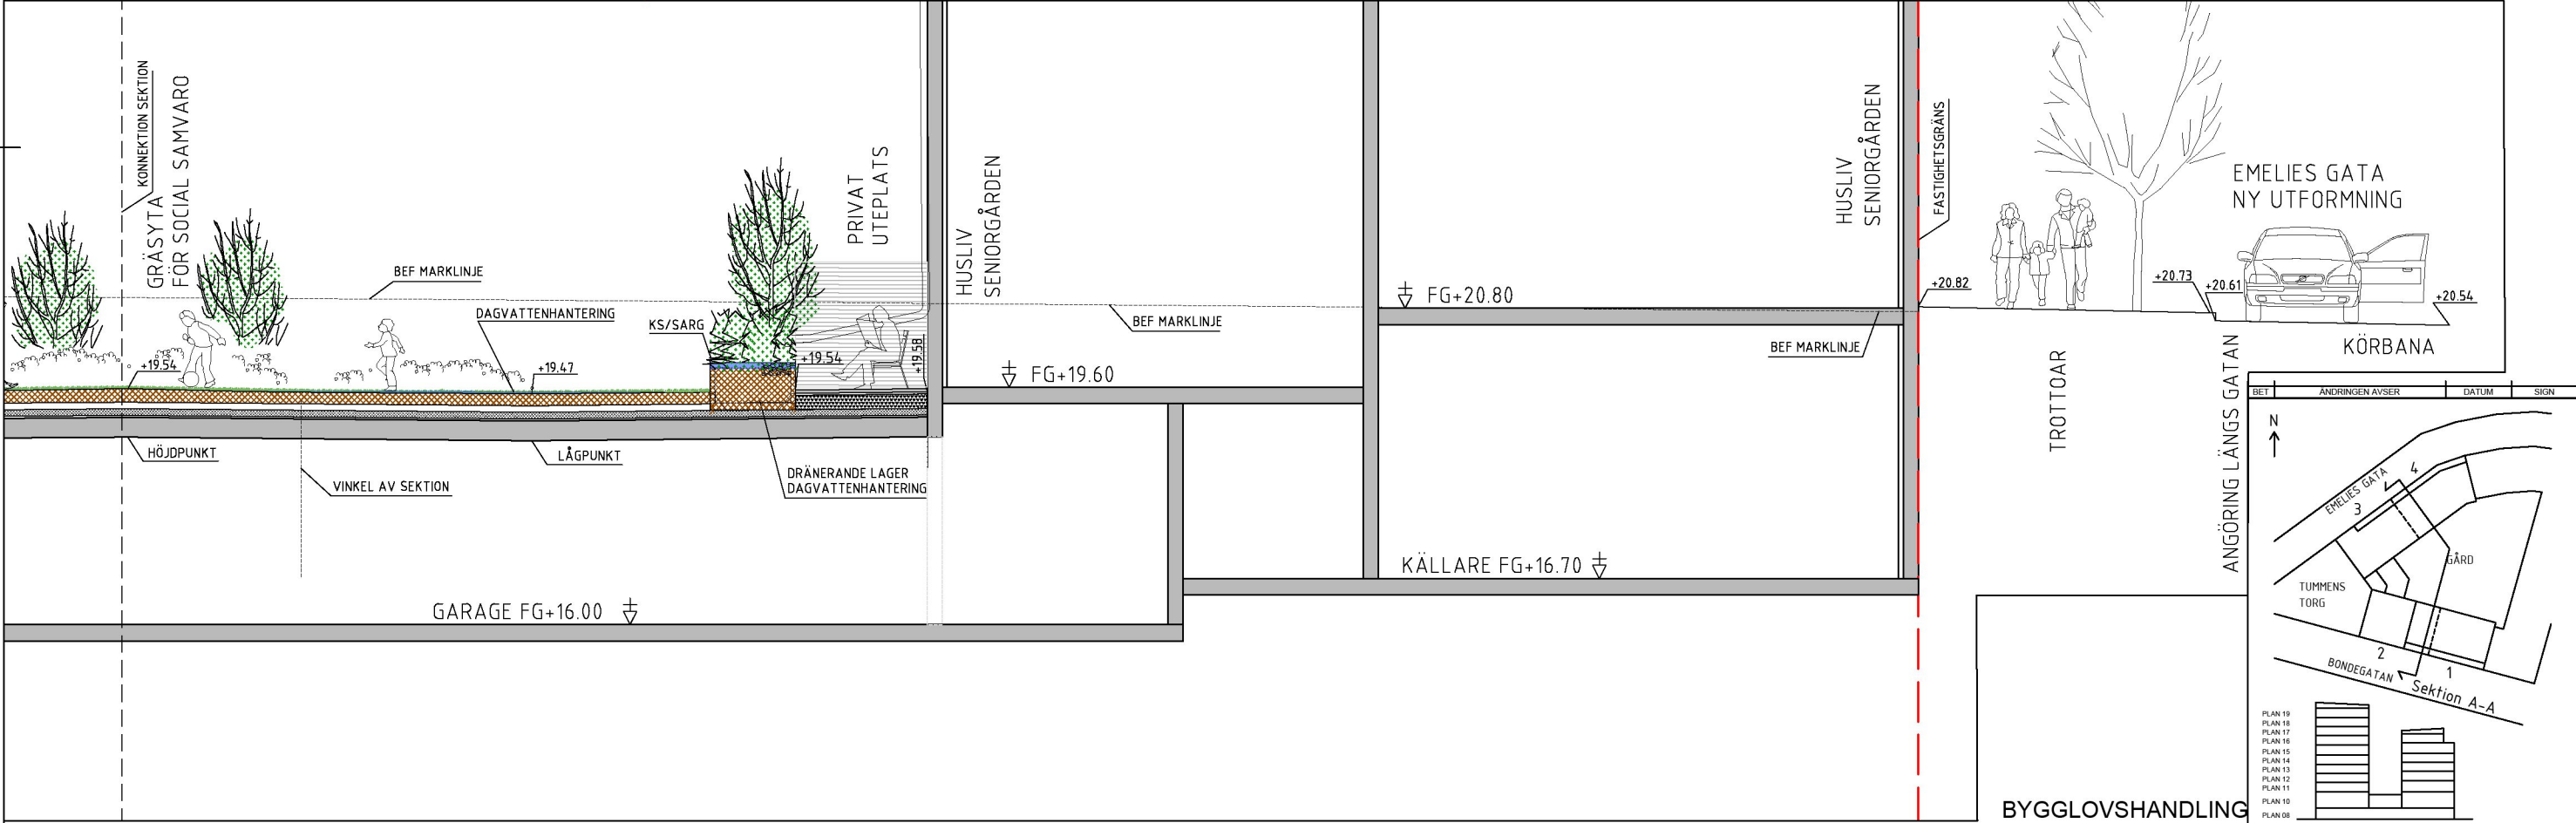 KONNEKTION SEKTION
GRÄSYTA
FÖR SOCIAL SAMVARO
BEF MARKLINJE
DAGVATTENHANTERING
KS/SARG
PRIVAT
UTEPLATS
+19.54
+19.47
+19.54
+19.58
HÖJDPUNKT
LÅGPUNKT
VINKEL AV SEKTION
DRÄNERANDE LAGER
DAGVATTENHANTERING
GARAGE FG+16.00
HUSLIV
SENIORGÅRDEN
FG+19.60
BEF MARKLINJE
FG+20.80
BEF MARKLINJE
KÄLLARE FG+16.70
HUSLIV
SENIORGÅRDEN
FASTIGHETSGRÄNS
+20.82
+20.73
+20.61
+20.54
EMELIES GATA
NY UTFORMNING
KÖRBANA
TROTTOAR
ANGÖRING LÄNGS GATAN
BET ÄNDRINGEN AVSER DATUM SIGN
N
EMELIES GATA
4
3
GÅRD
TUMMENS
TORG
2
1
BONDEGATAN
Sektion A-A
PLAN 19
PLAN 18
PLAN 17
PLAN 16
PLAN 15
PLAN 14
PLAN 13
PLAN 12
PLAN 11
PLAN 10
PLAN 08
BYGGLOVSHANDLING